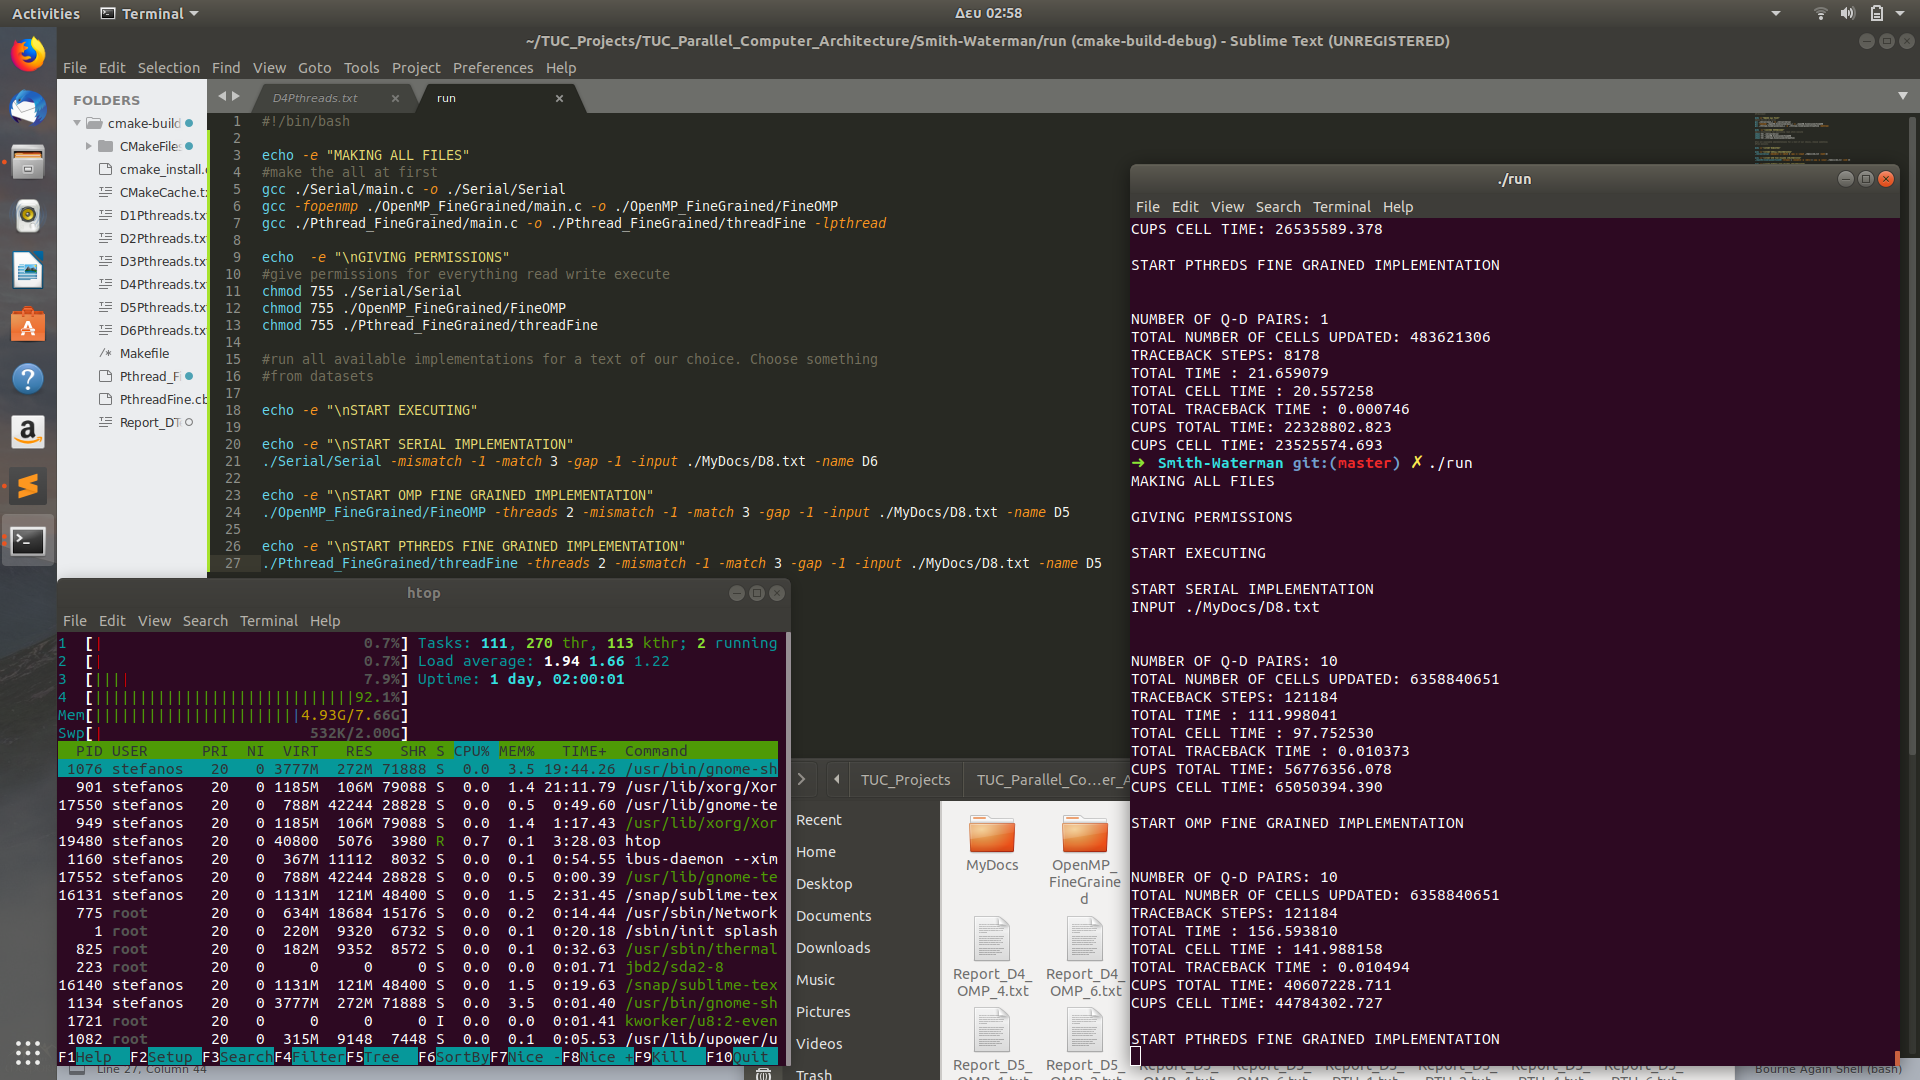 Activities
Terminal
Δευ 02:58
~/TUC_Projects/TUC_Parallel_Computer_Architecture/Smith-Waterman/run (cmake-build-debug) - Sublime Text (UNREGISTERED)
File Edit Selection Find View Goto Tools Project Preferences Help
FOLDERS
cmake-build
CMakeFiles
cmake_install.c
CMakeCache.tx
D1Pthreads.tx
D2Pthreads.tx
D3Pthreads.tx
D4Pthreads.tx
D5Pthreads.tx
D6Pthreads.tx
/* Makefile
Pthread_Fi
PthreadFine.cb
Report_DT
D4Pthreads.txt
run
1 #!/bin/bash
2
3 echo -e "MAKING ALL FILES"
4 #make the all at first
5 gcc ./Serial/main.c -o ./Serial/Serial
6 gcc -fopenmp ./OpenMP_FineGrained/main.c -o ./OpenMP_FineGrained/FineOMP
7 gcc ./Pthread_FineGrained/main.c -o ./Pthread_FineGrained/threadFine -lpthread
8
9 echo  -e "\nGIVING PERMISSIONS"
10 #give permissions for everything read write execute
11 chmod 755 ./Serial/Serial
12 chmod 755 ./OpenMP_FineGrained/FineOMP
13 chmod 755 ./Pthread_FineGrained/threadFine
14
15 #run all available implementations for a text of our choice. Choose something
16 #from datasets
17
18 echo -e "\nSTART EXECUTING"
19
20 echo -e "\nSTART SERIAL IMPLEMENTATION"
21 ./Serial/Serial -mismatch -1 -match 3 -gap -1 -input ./MyDocs/D8.txt -name D6
22
23 echo -e "\nSTART OMP FINE GRAINED IMPLEMENTATION"
24 ./OpenMP_FineGrained/FineOMP -threads 2 -mismatch -1 -match 3 -gap -1 -input ./MyDocs/D8.txt -name D5
25
26 echo -e "\nSTART PTHREDS FINE GRAINED IMPLEMENTATION"
27 ./Pthread_FineGrained/threadFine -threads 2 -mismatch -1 -match 3 -gap -1 -input ./MyDocs/D8.txt -name D5
htop
File Edit View Search Terminal Help
1 [| 0.7%] Tasks: 111, 270 thr, 113 kthr; 2 running
2 [| 0.7%] Load average: 1.94 1.66 1.22
3 [||| 7.9%] Uptime: 1 day, 02:00:01
4 [|||||||||||||||||||||||||||||92.1%]
Mem[|||||||||||||||||||||||4.93G/7.66G]
Swp[| 532K/2.00G]
PID USER PRI NI VIRT RES SHR S CPU% MEM% TIME+ Command
1076 stefanos 20 0 3777M 272M 71888 S 0.0 3.5 19:44.26 /usr/bin/gnome-sh
901 stefanos 20 0 1185M 106M 79088 S 0.0 1.4 21:11.79 /usr/lib/xorg/Xor
17550 stefanos 20 0 788M 42244 28828 S 0.0 0.5 0:49.60 /usr/lib/gnome-te
949 stefanos 20 0 1185M 106M 79088 S 0.0 1.4 1:17.43 /usr/lib/xorg/Xor
19480 stefanos 20 0 40800 5076 3980 R 0.7 0.1 3:28.03 htop
1160 stefanos 20 0 367M 11112 8032 S 0.0 0.1 0:54.55 ibus-daemon --xim
17552 stefanos 20 0 788M 42244 28828 S 0.0 0.5 0:00.39 /usr/lib/gnome-te
16131 stefanos 20 0 1131M 121M 48400 S 0.0 1.5 2:31.45 /snap/sublime-tex
775 root 20 0 634M 18684 15176 S 0.0 0.2 0:14.44 /usr/sbin/Network
1 root 20 0 220M 9320 6732 S 0.0 0.1 0:20.18 /sbin/init splash
825 root 20 0 182M 9352 8572 S 0.0 0.1 0:32.63 /usr/sbin/thermal
223 root 20 0 0 0 0 S 0.0 0.0 0:01.71 jbd2/sda2-8
16140 stefanos 20 0 1131M 121M 48400 S 0.0 1.5 0:19.63 /snap/sublime-tex
1134 stefanos 20 0 3777M 272M 71888 S 0.0 3.5 0:01.40 /usr/bin/gnome-sh
1721 root 20 0 0 0 0 I 0.0 0.0 0:01.41 kworker/u8:2-even
1082 root 20 0 315M 9148 7448 S 0.0 0.1 0:05.53 /usr/lib/upower/u
F1Help F2Setup F3SearchF4FilterF5Tree F6SortByF7Nice -F8Nice +F9Kill F10Quit
Line 27, Column 44
TUC_Projects
TUC_Parallel_Co...er_A
Recent
Home
Desktop
Documents
Downloads
Music
Pictures
Videos
Trash
MyDocs
OpenMP_
FineGraine
d
Report_D4_
OMP_4.txt
Report_D4_
OMP_6.txt
Report_D5_
Report_D5_
./run
File Edit View Search Terminal Help
CUPS CELL TIME: 26535589.378
START PTHREDS FINE GRAINED IMPLEMENTATION
NUMBER OF Q-D PAIRS: 1
TOTAL NUMBER OF CELLS UPDATED: 483621306
TRACEBACK STEPS: 8178
TOTAL TIME : 21.659079
TOTAL CELL TIME : 20.557258
TOTAL TRACEBACK TIME : 0.000746
CUPS TOTAL TIME: 22328802.823
CUPS CELL TIME: 23525574.693
➜ Smith-Waterman git:(master) ✗ ./run
MAKING ALL FILES
GIVING PERMISSIONS
START EXECUTING
START SERIAL IMPLEMENTATION
INPUT ./MyDocs/D8.txt
NUMBER OF Q-D PAIRS: 10
TOTAL NUMBER OF CELLS UPDATED: 6358840651
TRACEBACK STEPS: 121184
TOTAL TIME : 111.998041
TOTAL CELL TIME : 97.752530
TOTAL TRACEBACK TIME : 0.010373
CUPS TOTAL TIME: 56776356.078
CUPS CELL TIME: 65050394.390
START OMP FINE GRAINED IMPLEMENTATION
NUMBER OF Q-D PAIRS: 10
TOTAL NUMBER OF CELLS UPDATED: 6358840651
TRACEBACK STEPS: 121184
TOTAL TIME : 156.593810
TOTAL CELL TIME : 141.988158
TOTAL TRACEBACK TIME : 0.010494
CUPS TOTAL TIME: 40607228.711
CUPS CELL TIME: 44784302.727
START PTHREDS FINE GRAINED IMPLEMENTATION
Bourne Again Shell (bash)